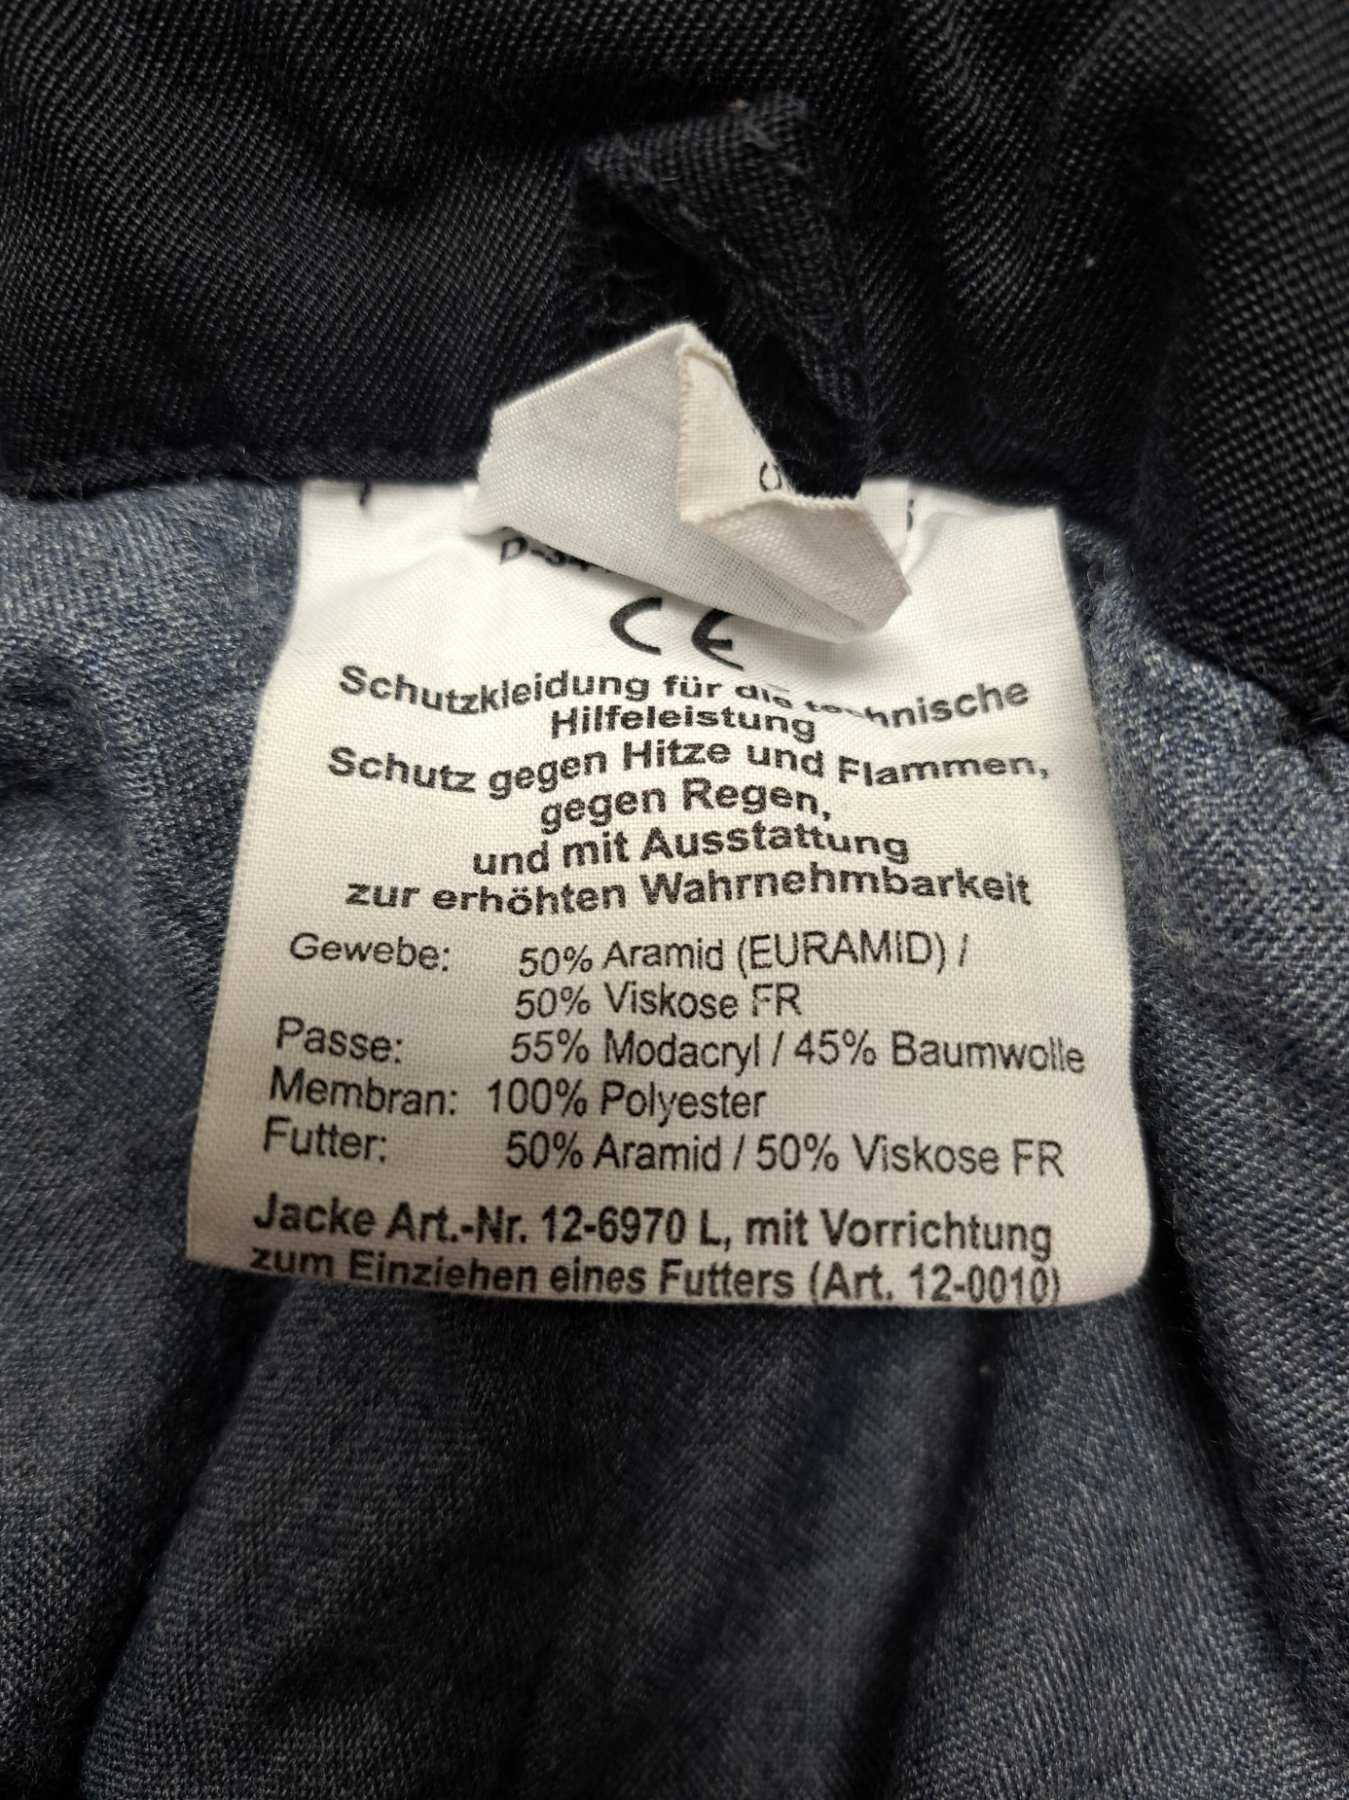 CE
Schutzkleidung für die technische
Hilfeleistung
Schutz gegen Hitze und Flammen,
gegen Regen,
und mit Ausstattung
zur erhöhten Wahrnehmbarkeit
Gewebe: 50% Aramid (EURAMID) /
50% Viskose FR
Passe: 55% Modacryl / 45% Baumwolle
Membran: 100% Polyester
Futter: 50% Aramid / 50% Viskose FR
Jacke Art.-Nr. 12-6970 L, mit Vorrichtung
zum Einziehen eines Futters (Art. 12-0010)